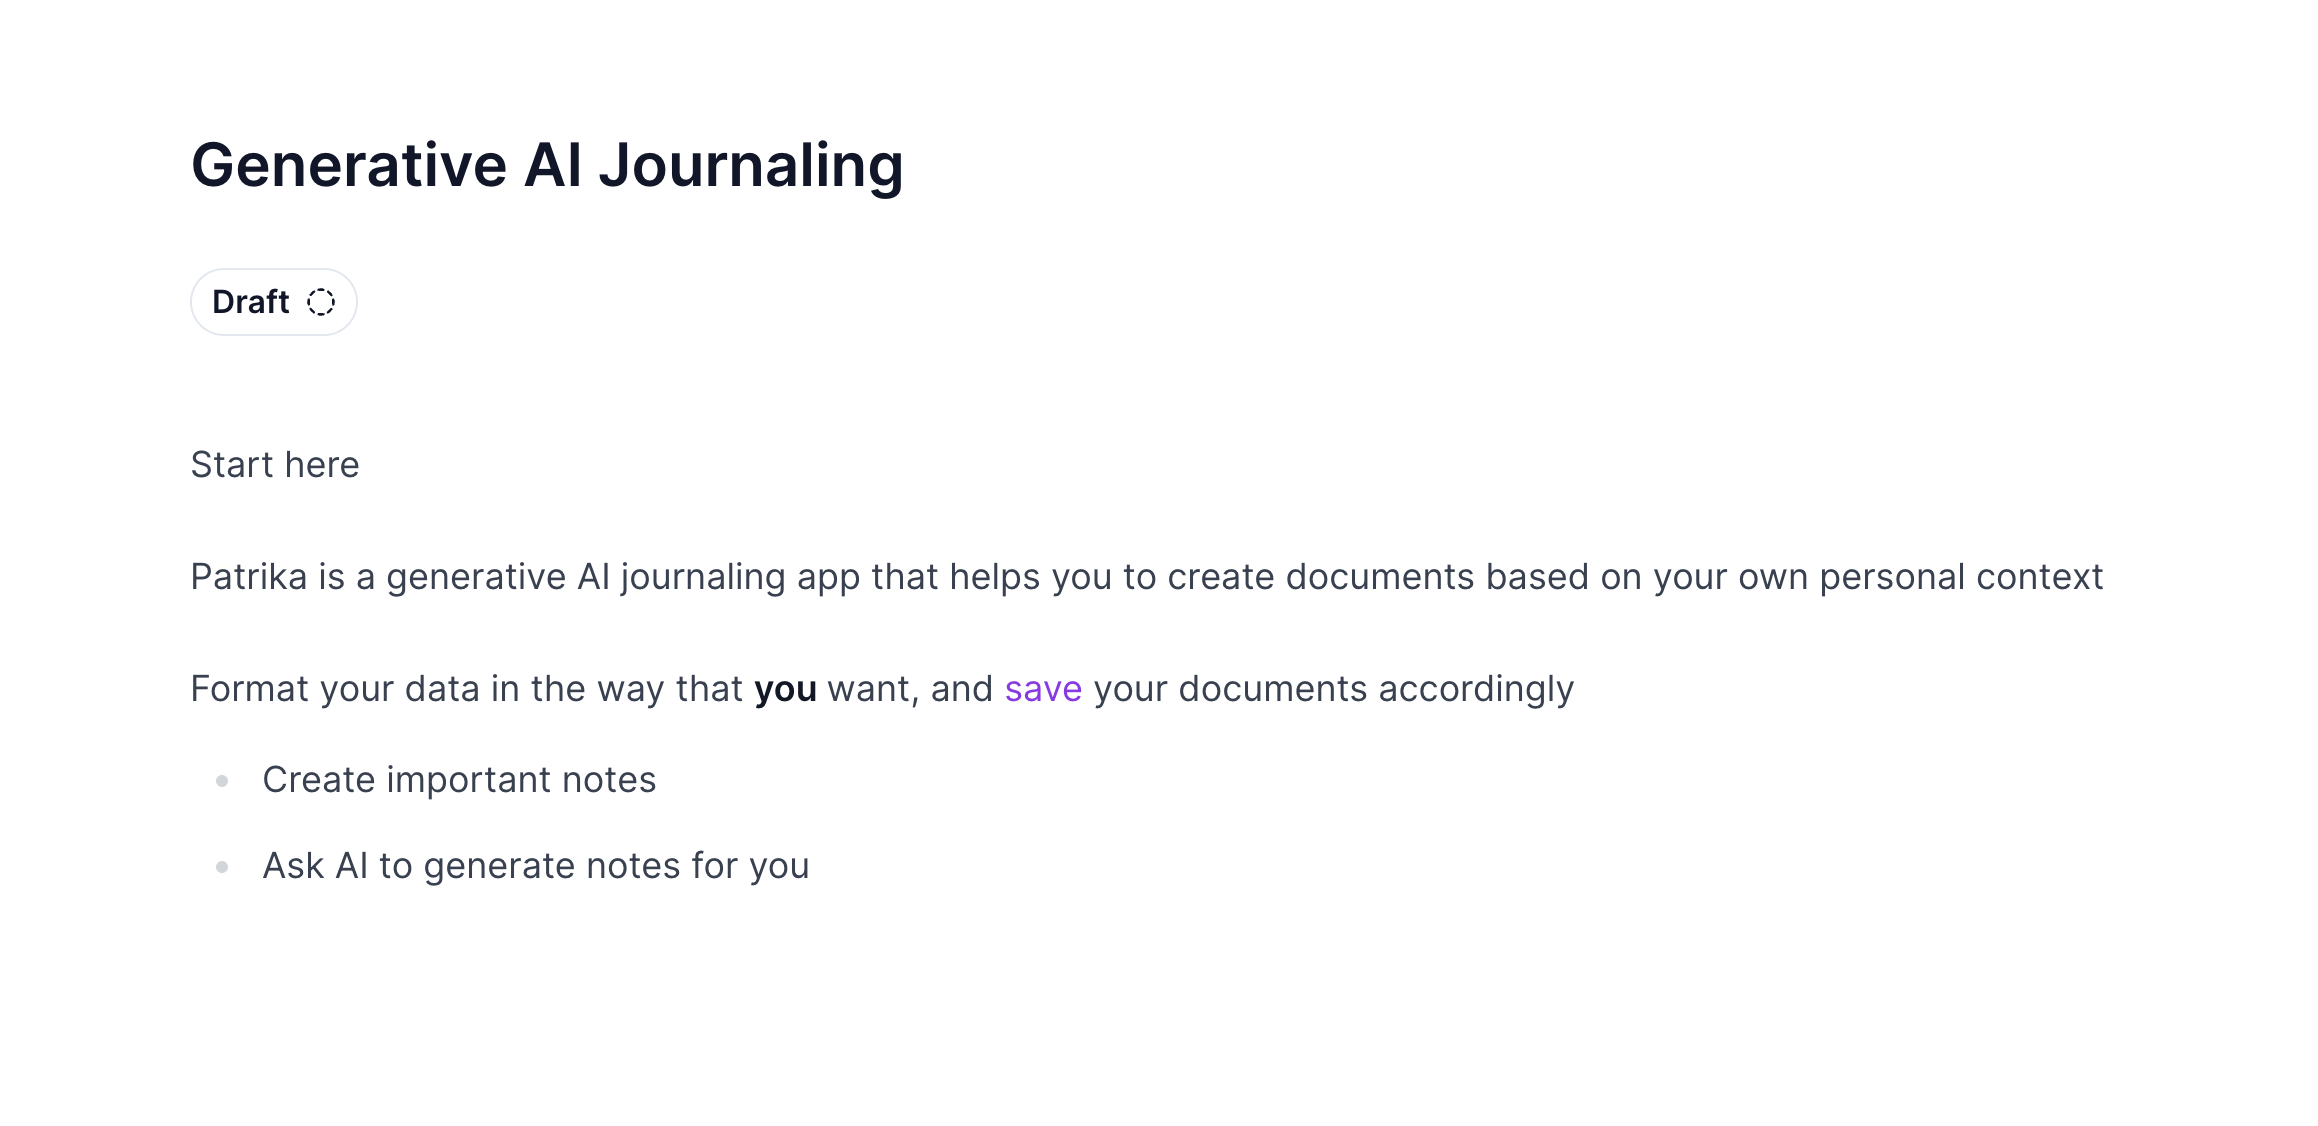 Generative AI Journaling
Draft
Start here
Patrika is a generative AI journaling app that helps you to create documents based on your own personal context
Format your data in the way that you want, and save your documents accordingly
Create important notes
Ask AI to generate notes for you